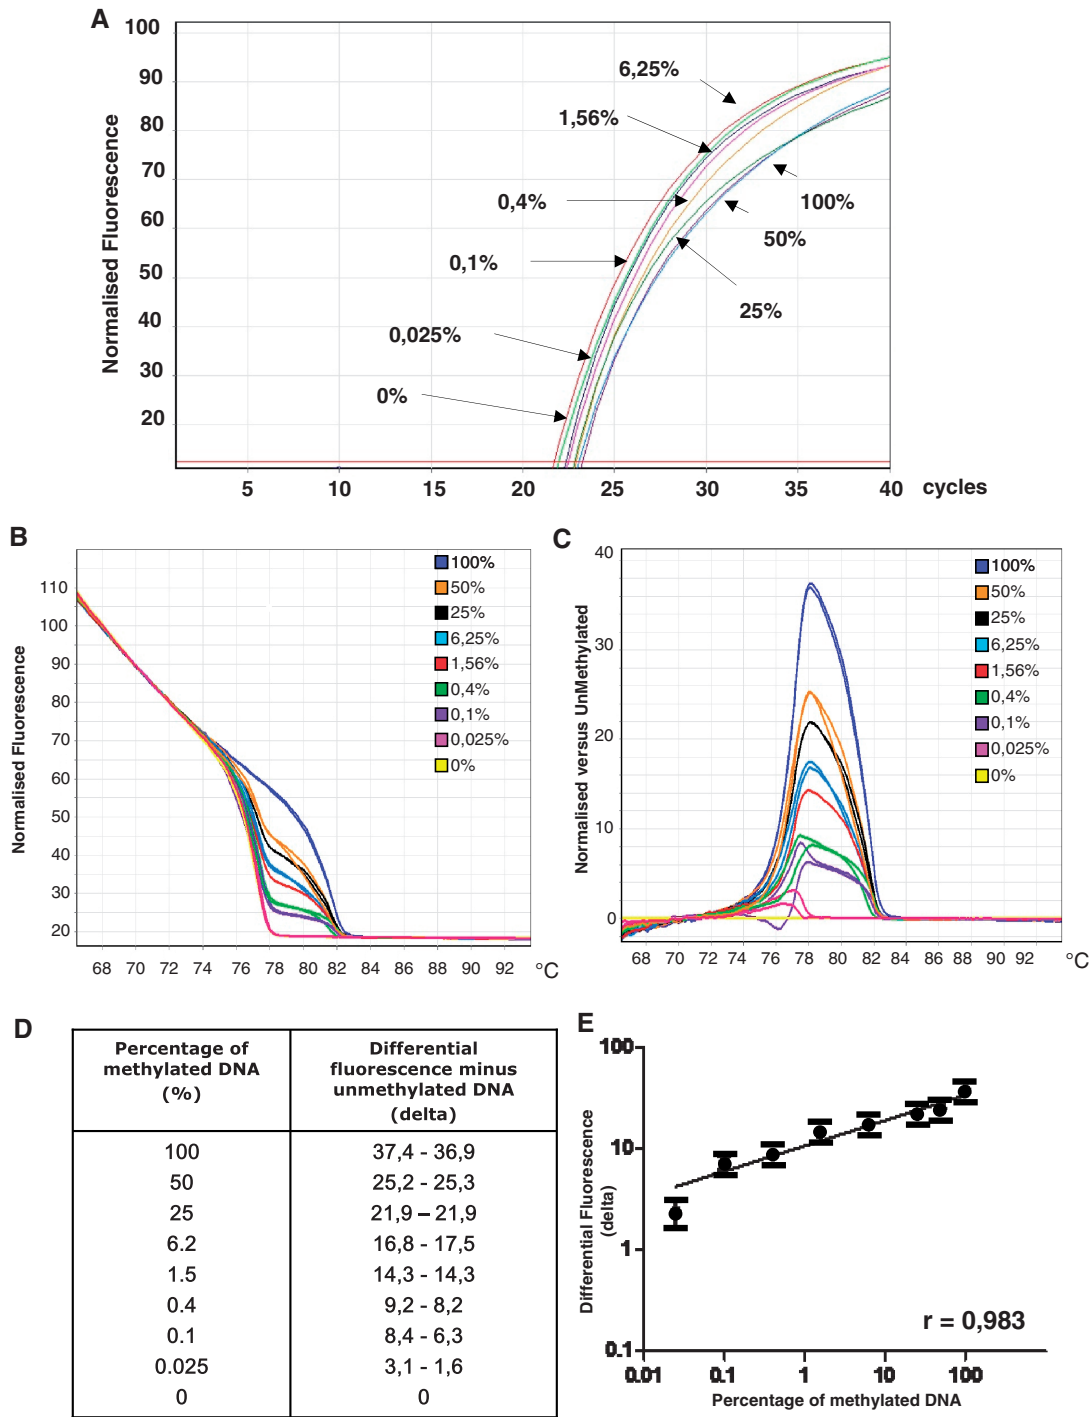 A
100
90
80
70
60
50
40
30
20
Normalised Fluorescence
6,25%
1,56%
0,4%
0,1%
0,025%
0%
100%
50%
25%
5 10 15 20 25 30 35 40 cycles
B
110
100
90
80
70
60
50
40
30
20
Normalised Fluorescence
100%
50%
25%
6,25%
1,56%
0,4%
0,1%
0,025%
0%
68 70 72 74 76 78 80 82 84 86 88 90 92 °C
C
40
30
20
10
0
Normalised versus UnMethylated
100%
50%
25%
6,25%
1,56%
0,4%
0,1%
0,025%
0%
68 70 72 74 76 78 80 82 84 86 88 90 92 °C
D
Percentage of
methylated DNA
(%)
Differential
fluorescence minus
unmethylated DNA
(delta)
100 37,4 - 36,9
50 25,2 - 25,3
25 21,9 – 21,9
6.2 16,8 - 17,5
1.5 14,3 - 14,3
0.4 9,2 - 8,2
0.1 8,4 - 6,3
0.025 3,1 - 1,6
0 0
E
100
10
1
0.1
Differential Fluorescence
(delta)
r = 0,983
0.01 0.1 1 10 100
Percentage of methylated DNA